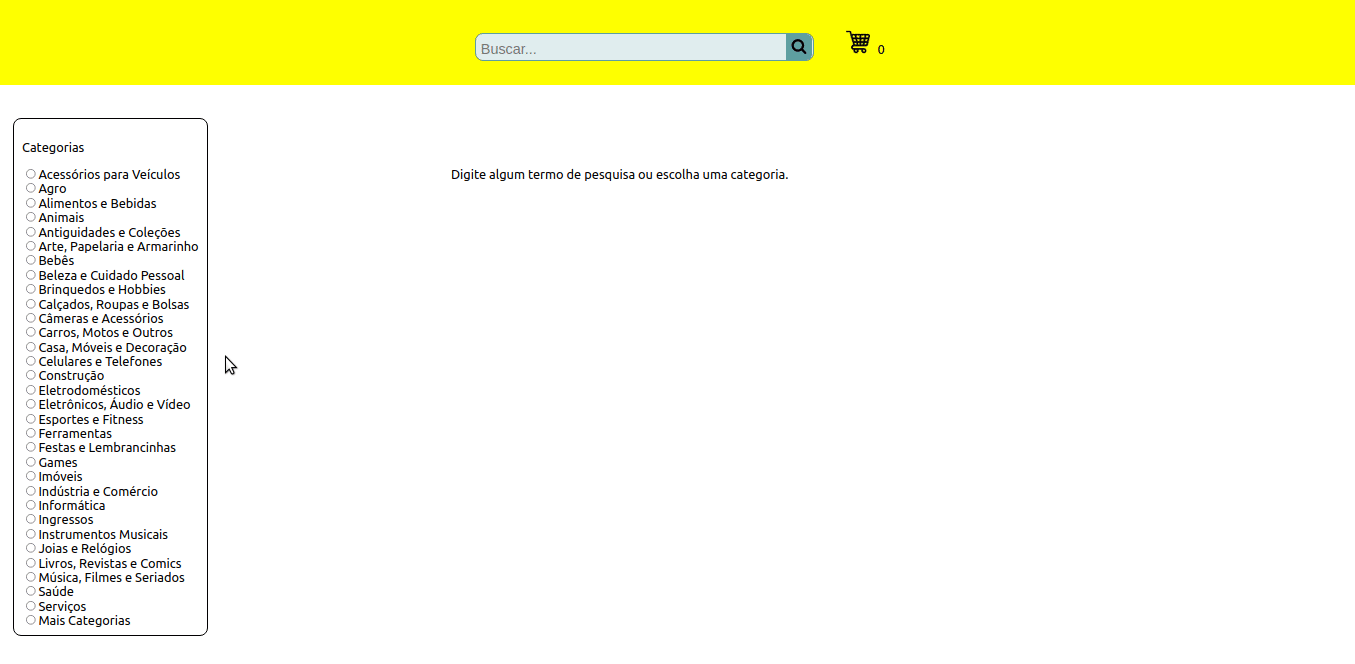 Buscar...
0
Categorias
Digite algum termo de pesquisa ou escolha uma categoria.
Acessórios para Veículos
Agro
Alimentos e Bebidas
Animais
Antiguidades e Coleções
Arte, Papelaria e Armarinho
Bebês
Beleza e Cuidado Pessoal
Brinquedos e Hobbies
Calçados, Roupas e Bolsas
Câmeras e Acessórios
Carros, Motos e Outros
Casa, Móveis e Decoração
Celulares e Telefones
Construção
Eletrodomésticos
Eletrônicos, Áudio e Vídeo
Esportes e Fitness
Ferramentas
Festas e Lembrancinhas
Games
Imóveis
Indústria e Comércio
Informática
Ingressos
Instrumentos Musicais
Joias e Relógios
Livros, Revistas e Comics
Música, Filmes e Seriados
Saúde
Serviços
Mais Categorias